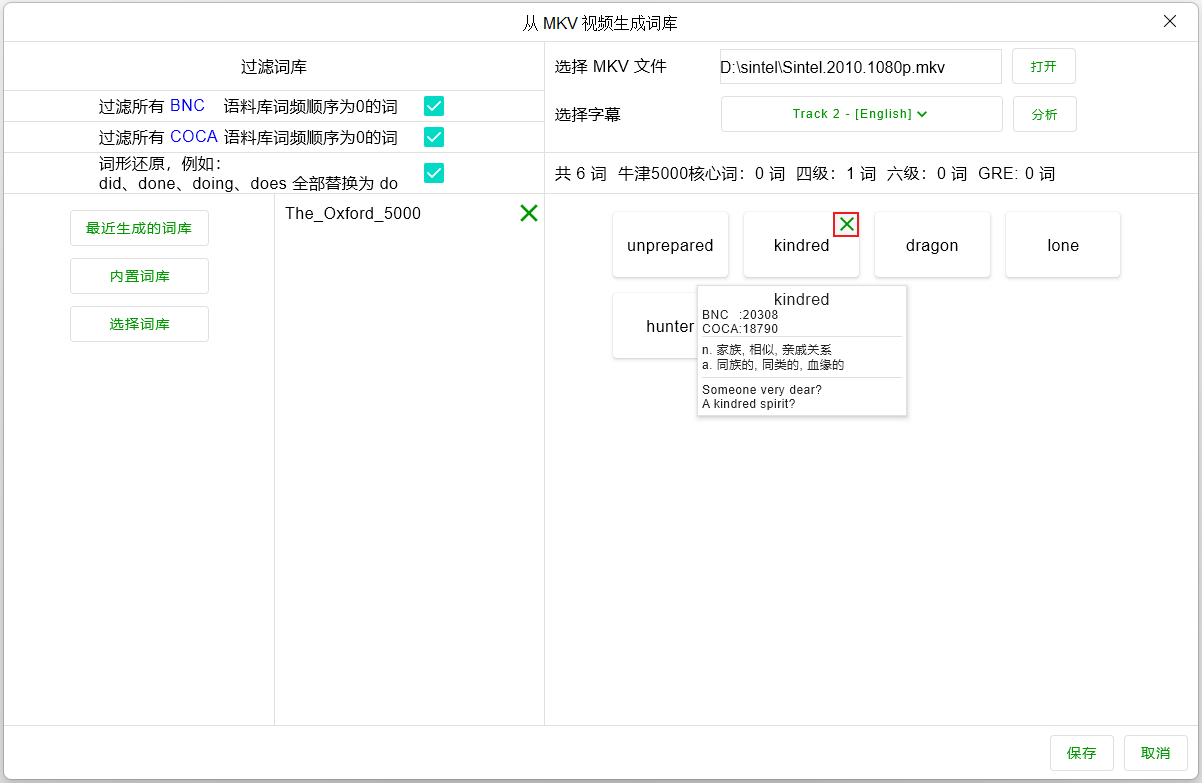 从 MKV 视频生成词库
过滤词库
过滤所有 BNC 语料库词频顺序为0的词
过滤所有 COCA 语料库词频顺序为0的词
词形还原，例如：
did、done、doing、does 全部替换为 do
最近生成的词库
内置词库
选择词库
The_Oxford_5000
选择 MKV 文件
D:\sintel\Sintel.2010.1080p.mkv
打开
选择字幕
Track 2 - [English]
分析
共 6 词 牛津5000核心词：0 词 四级：1 词 六级：0 词 GRE: 0 词
unprepared
kindred
dragon
lone
hunter
kindred
BNC :20308
COCA:18790
n. 家族, 相似, 亲戚关系
a. 同族的, 同类的, 血缘的
Someone very dear?
A kindred spirit?
保存
取消